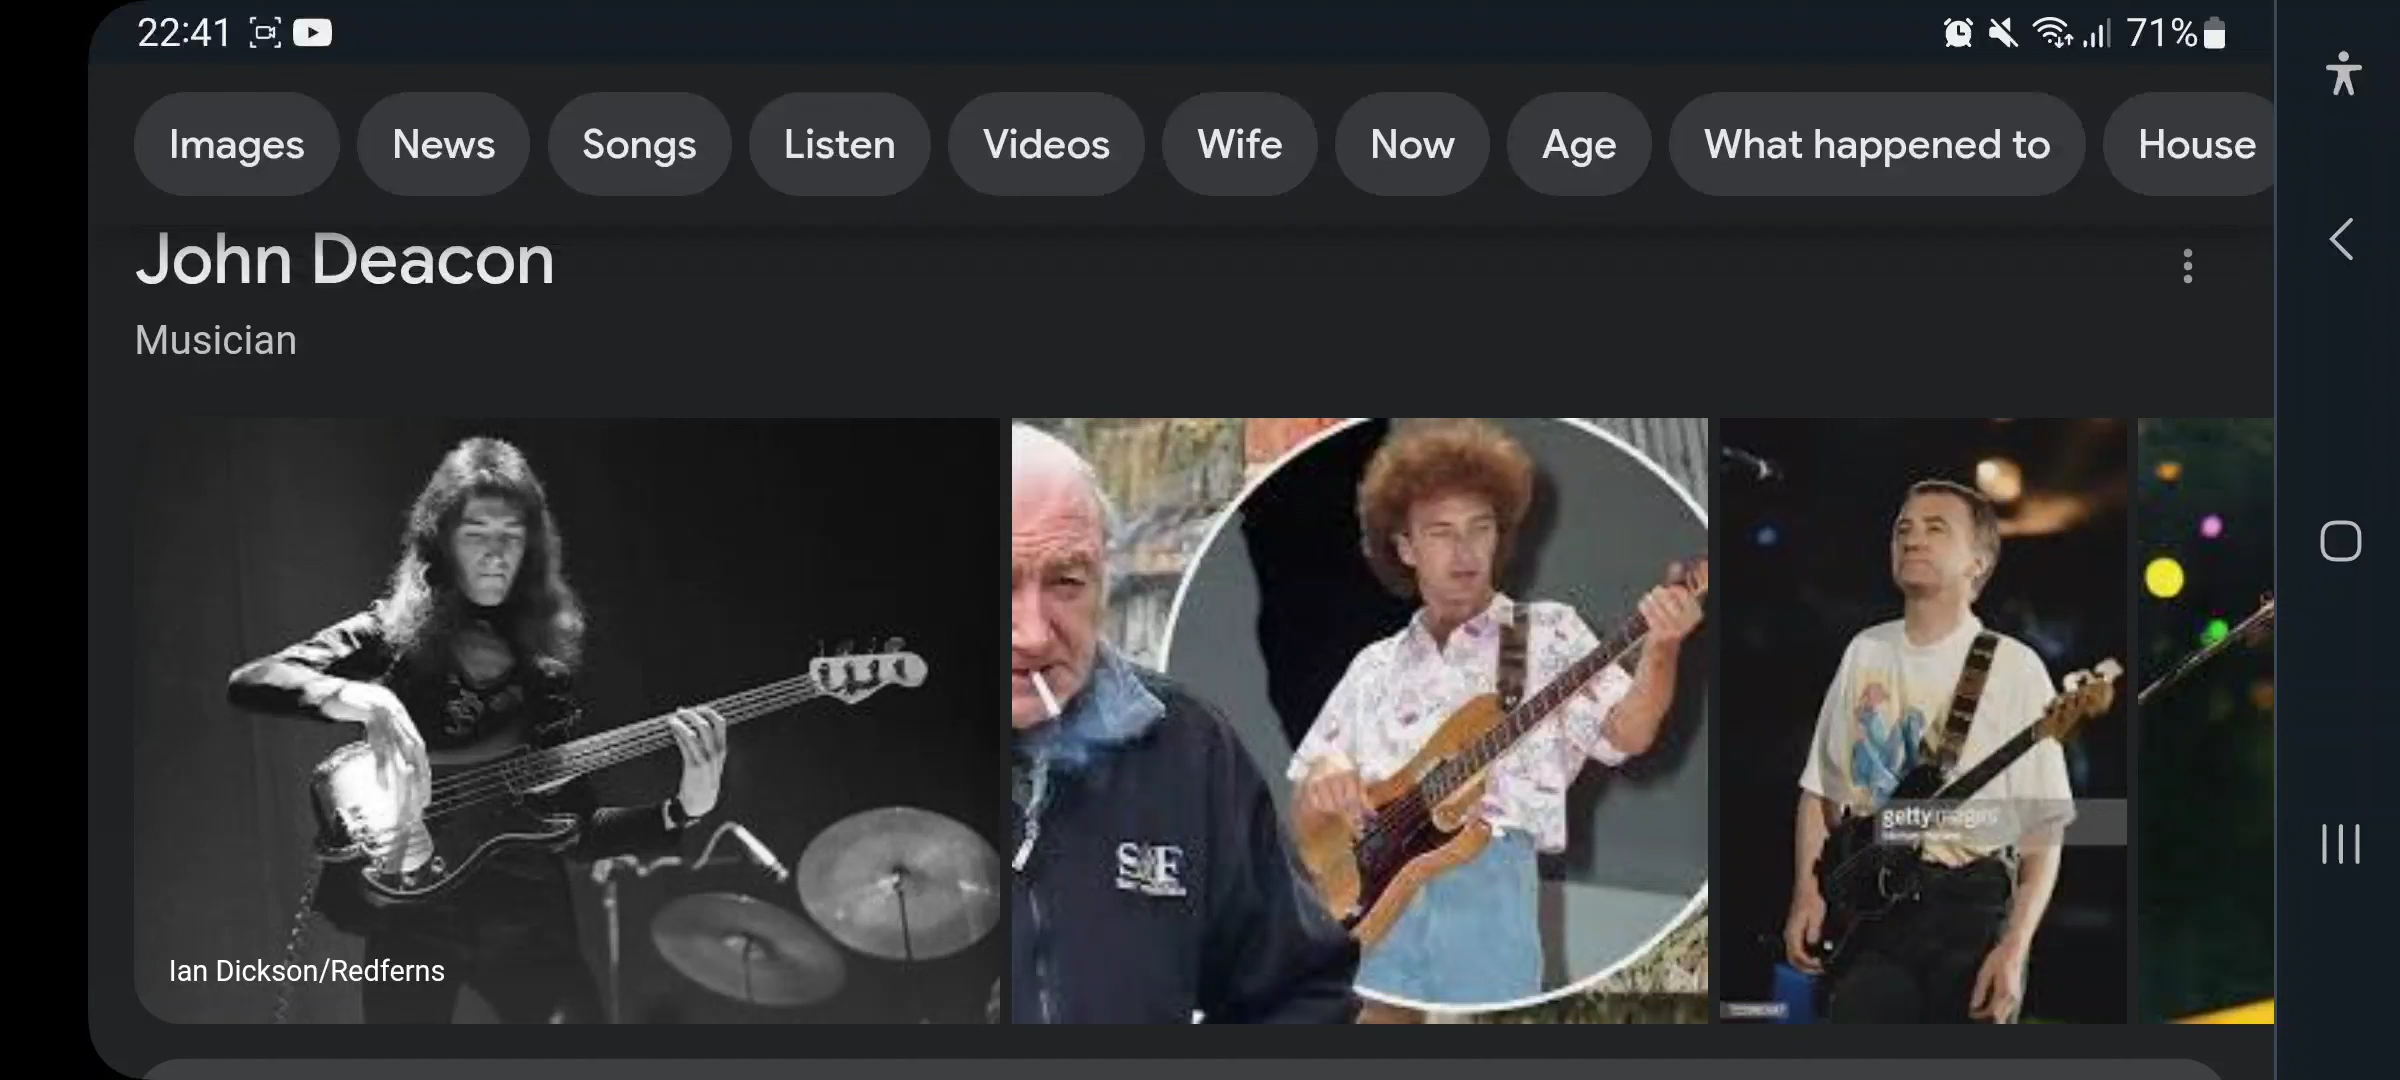 22:41
71%
Images
News
Songs
Listen
Videos
Wife
Now
Age
What happened to
House
John Deacon
Musician
Ian Dickson/Redferns
S&F
gettyimages